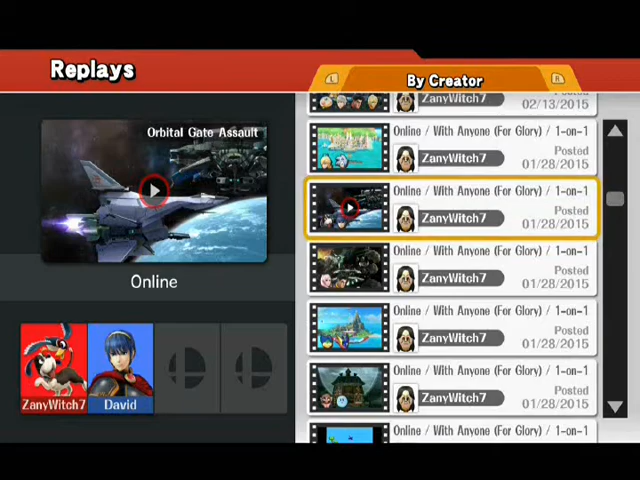 Replays
L
By Creator
R
Orbital Gate Assault
Online
ZanyWitch7
David
ZanyWitch7
02/13/2015
Online / With Anyone (For Glory) / 1-on-1
Posted
ZanyWitch7
01/28/2015
Online / With Anyone (For Glory) / 1-on-1
Posted
ZanyWitch7
01/28/2015
Online / With Anyone (For Glory) / 1-on-1
Posted
ZanyWitch7
01/28/2015
Online / With Anyone (For Glory) / 1-on-1
Posted
ZanyWitch7
01/28/2015
Online / With Anyone (For Glory) / 1-on-1
Posted
ZanyWitch7
01/28/2015
Online / With Anyone (For Glory) / 1-on-1